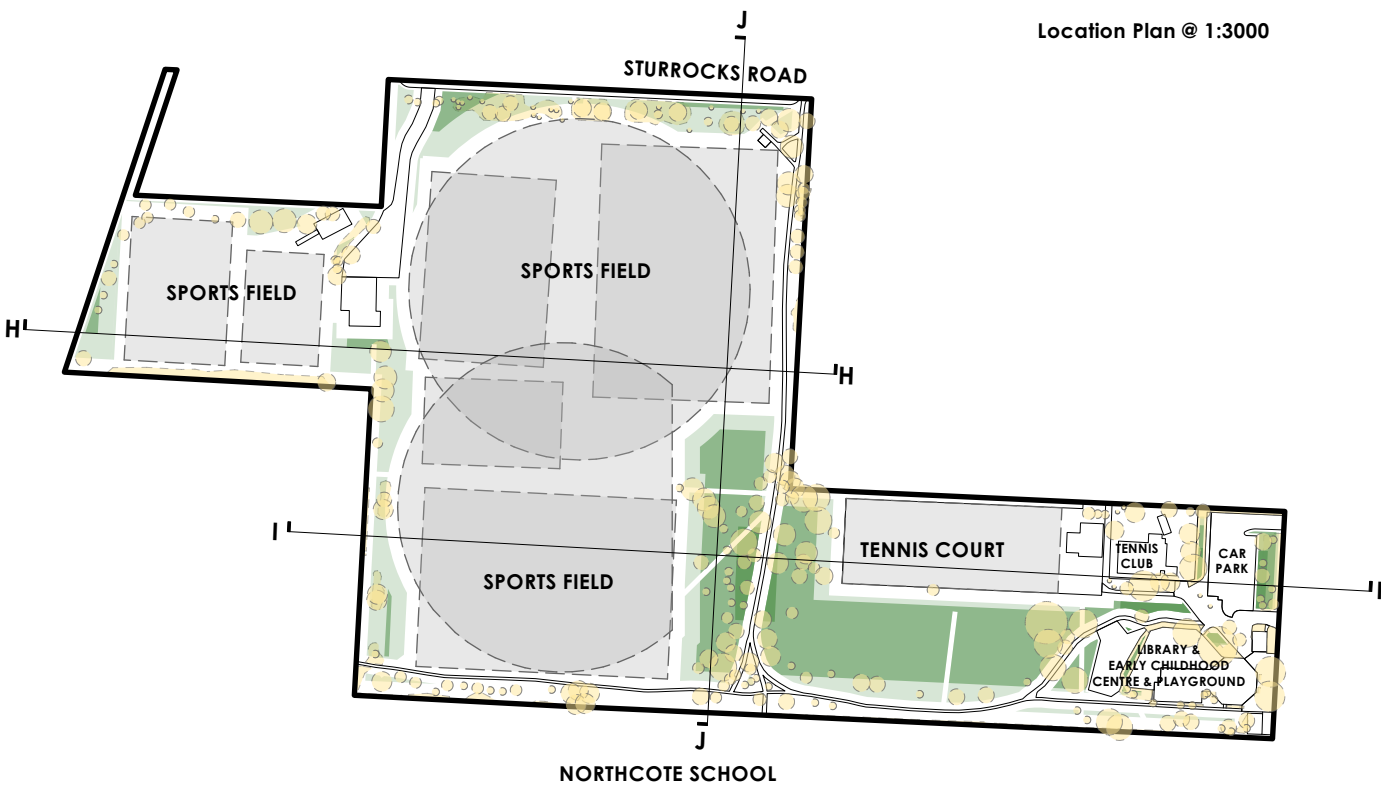 Location Plan @ 1:3000
J
STURROCKS ROAD
SPORTS FIELD
SPORTS FIELD
H
H
I
TENNIS COURT
TENNIS
CLUB
CAR
PARK
SPORTS FIELD
I
LIBRARY &
EARLY CHILDHOOD
CENTRE & PLAYGROUND
J
NORTHCOTE SCHOOL